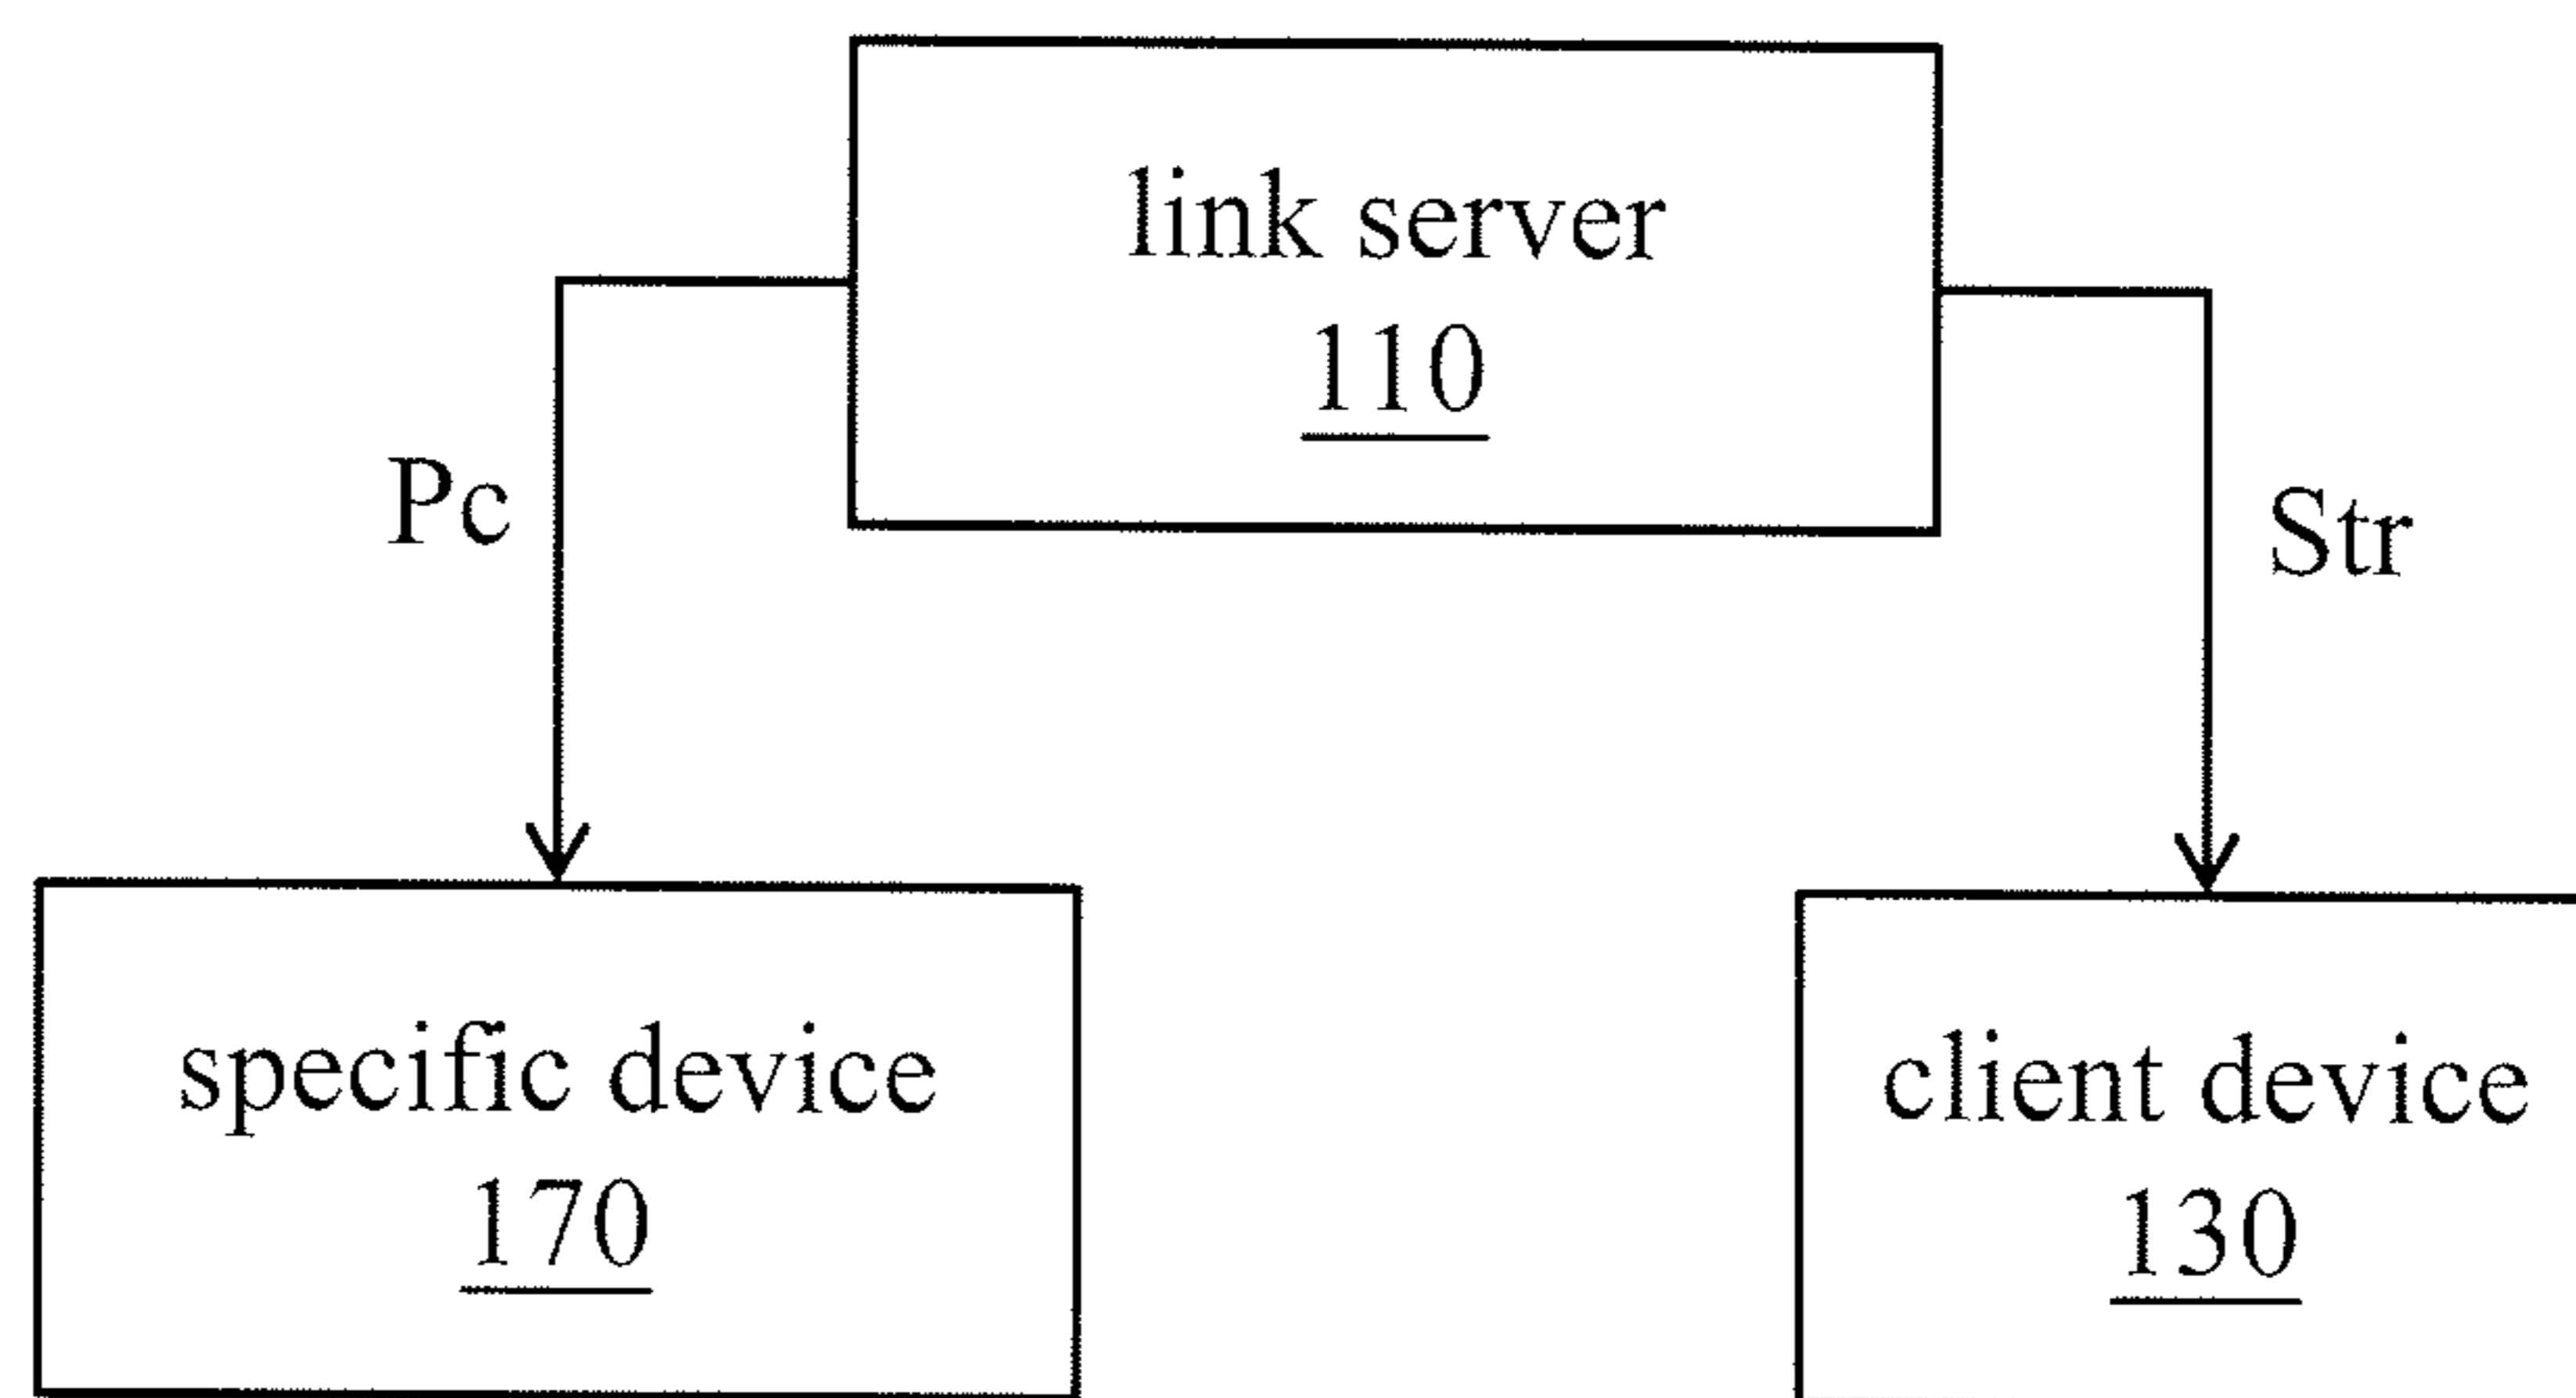 link server
110
Pc
Str
specific device
170
client device
130